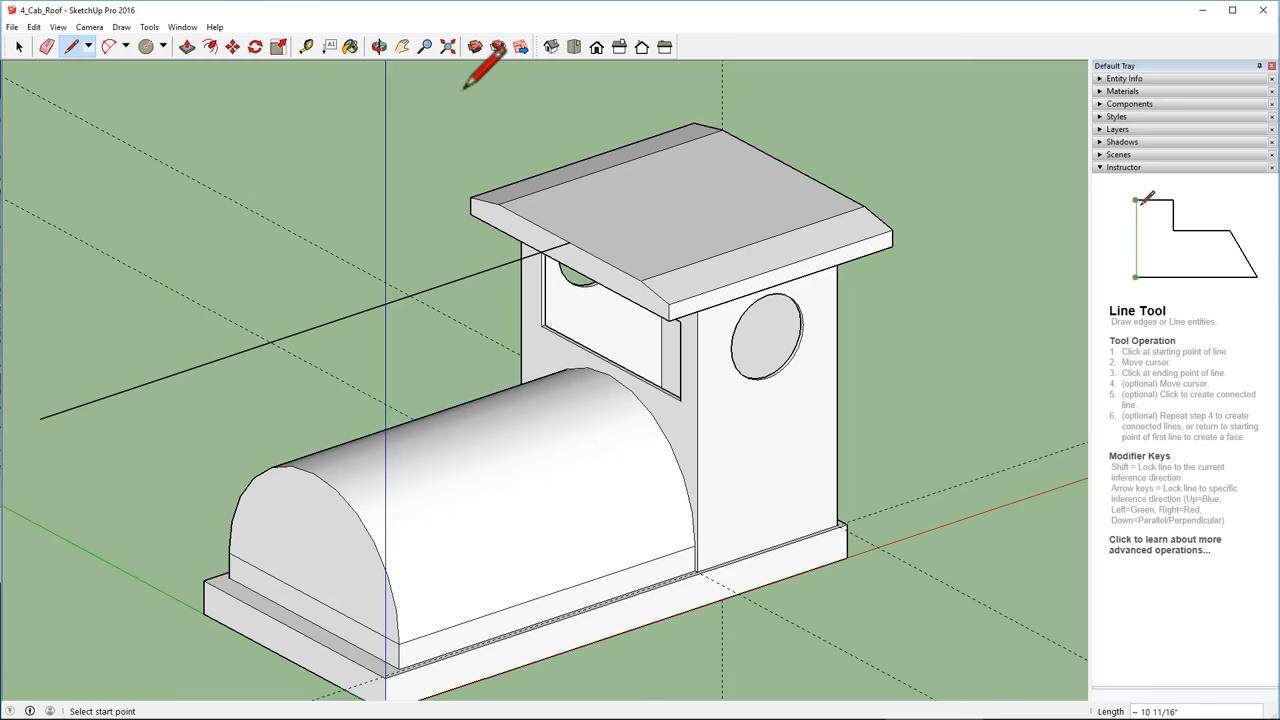 4_Cab_Roof - SketchUp Pro 2016
File Edit View Camera Draw Tools Window Help
A1
Default Tray
Entity Info
Materials
Components
Styles
Layers
Shadows
Scenes
Instructor
Line Tool
Draw edges or Line entities.
Tool Operation
1. Click at starting point of line.
2. Move cursor.
3. Click at ending point of line.
4. (optional) Move cursor.
5. (optional) Click to create connected
line.
6. (optional) Repeat step 4 to create
connected lines, or return to starting
point of first line to create a face.
Modifier Keys
Shift = Lock line to the current
inference direction
Arrow keys = Lock line to specific
inference direction (Up=Blue,
Left=Green, Right=Red,
Down=Parallel/Perpendicular)
Click to learn about more
advanced operations...
Select start point
Length ~ 10 11/16"